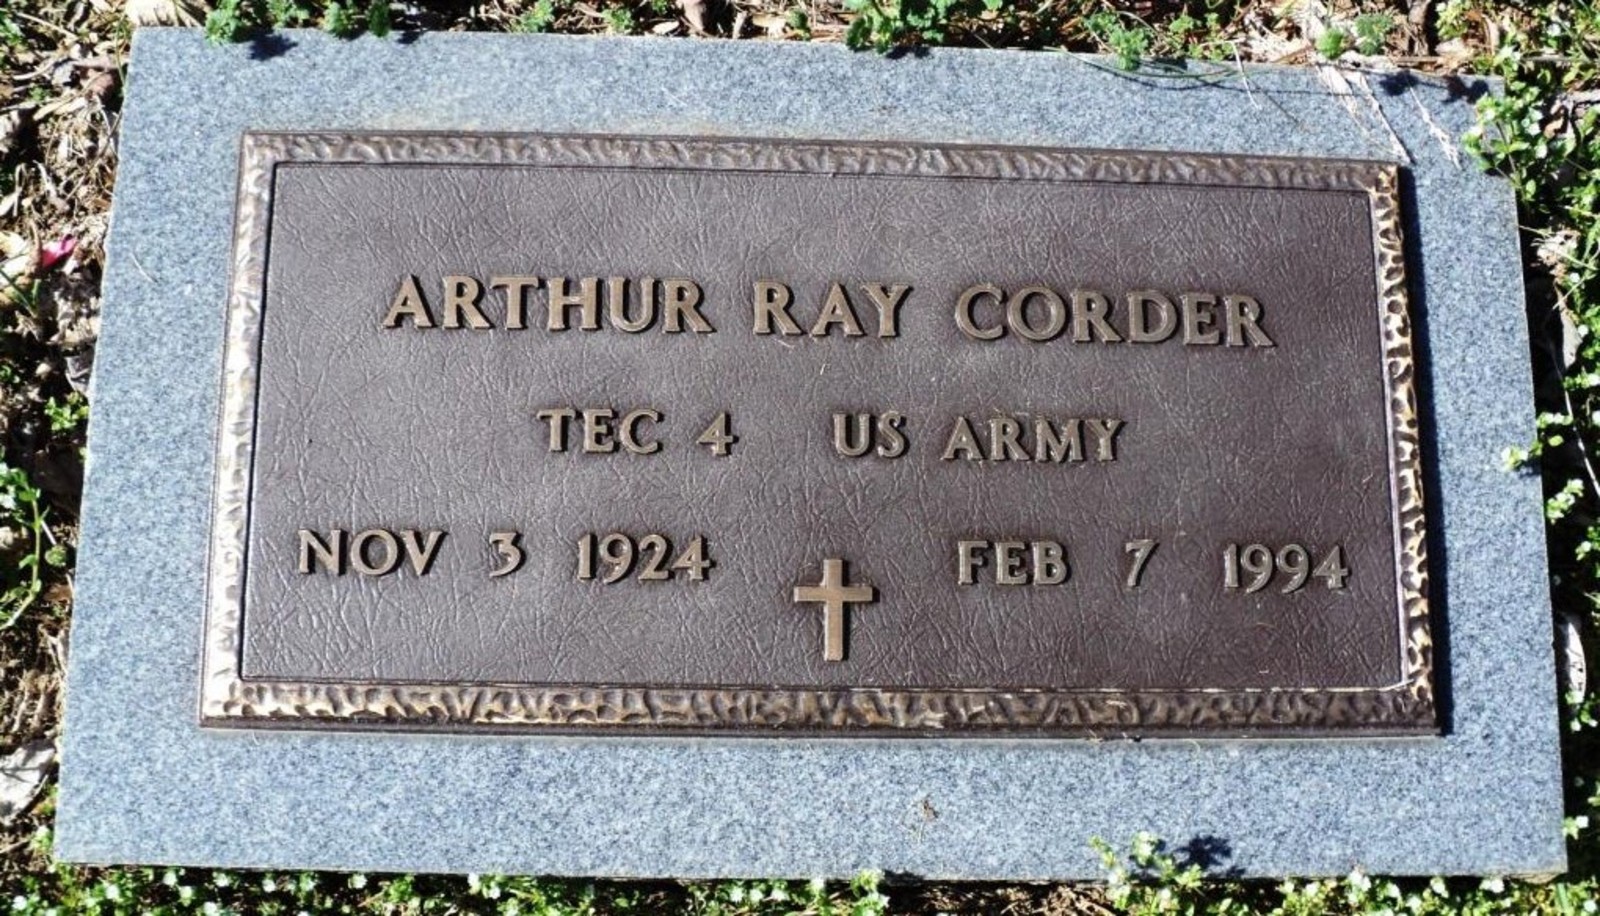 ARTHUR RAY CORDER
TEC 4 US ARMY
NOV 3 1924 FEB 7 1994